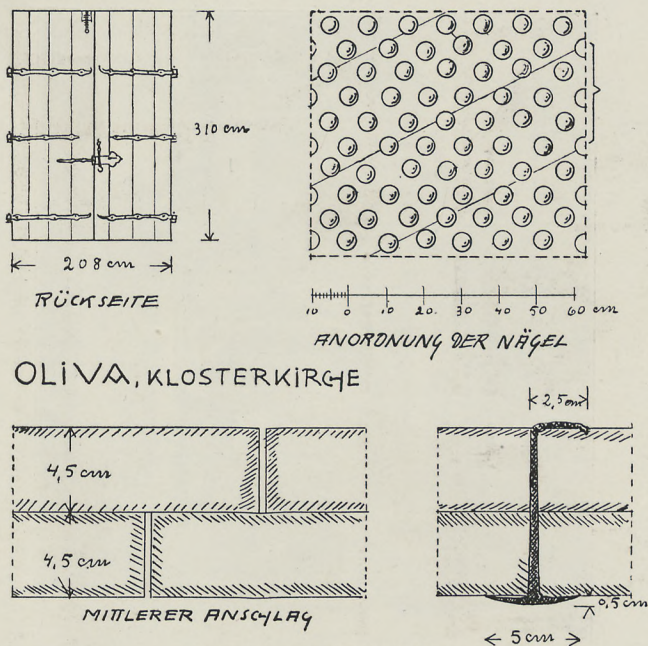 310 cm
208 cm
RÜCKSEITE
10 0 10 20. 30 40 50 60 cm
ANORDNUNG DER NÄGEL
OLiVA, KLOSTERKiRCHE
2,5 cm
4,5 cm
4,5 cm
0,5 cm
MITTLERER ANSCHLAG
5 cm